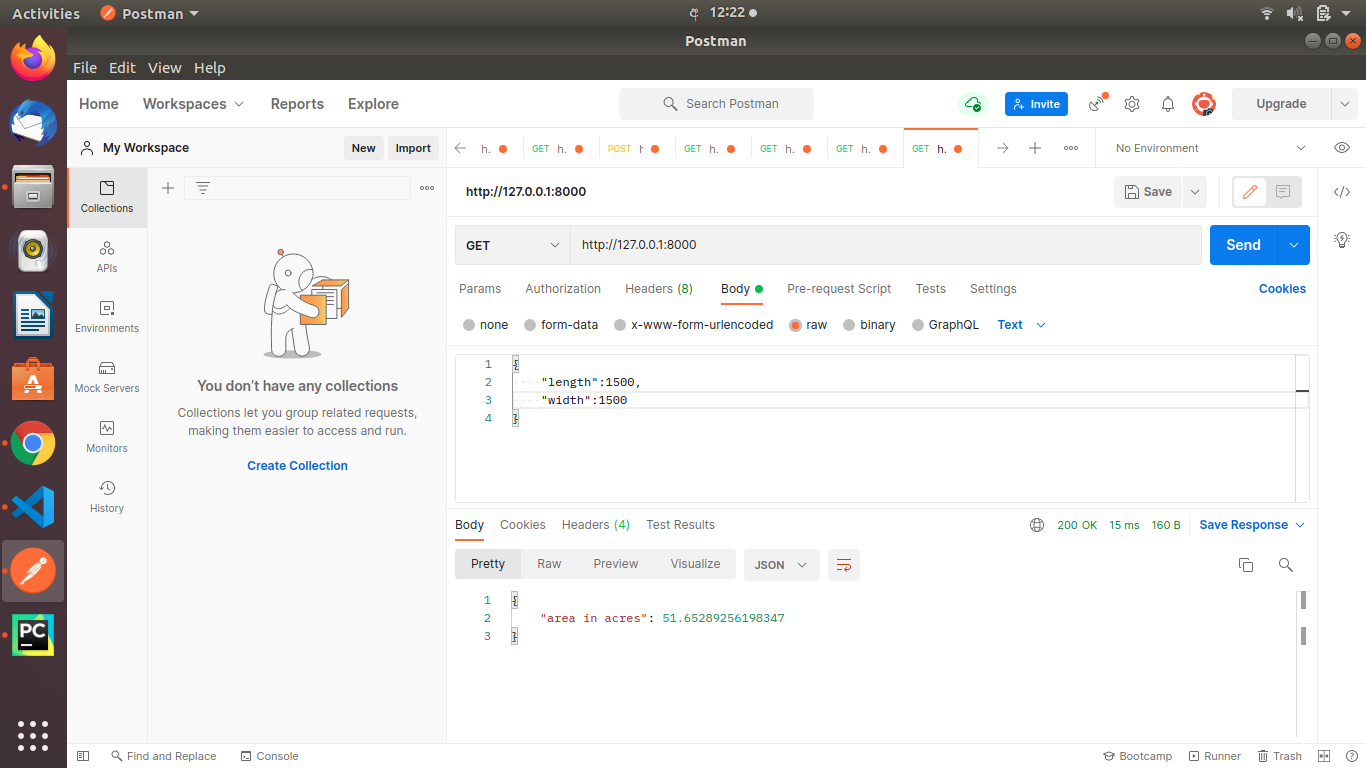 Activities Postman 12:22
Postman
File Edit View Help
Home Workspaces Reports Explore Search Postman Invite Upgrade
My Workspace New Import
h. GET h. POST h GET h. GET h. GET h. GET h. No Environment
Collections
APIs
Environments
Mock Servers
Monitors
History
You don't have any collections
Collections let you group related requests,
making them easier to access and run.
Create Collection
http://127.0.0.1:8000 Save
GET http://127.0.0.1:8000 Send
Params Authorization Headers (8) Body Pre-request Script Tests Settings Cookies
none form-data x-www-form-urlencoded raw binary GraphQL Text
1 {
2 "length":1500,
3 "width":1500
4 }
Body Cookies Headers (4) Test Results 200 OK 15 ms 160 B Save Response
Pretty Raw Preview Visualize JSON
1 {
2 "area in acres": 51.65289256198347
3 }
PC
Find and Replace Console Bootcamp Runner Trash